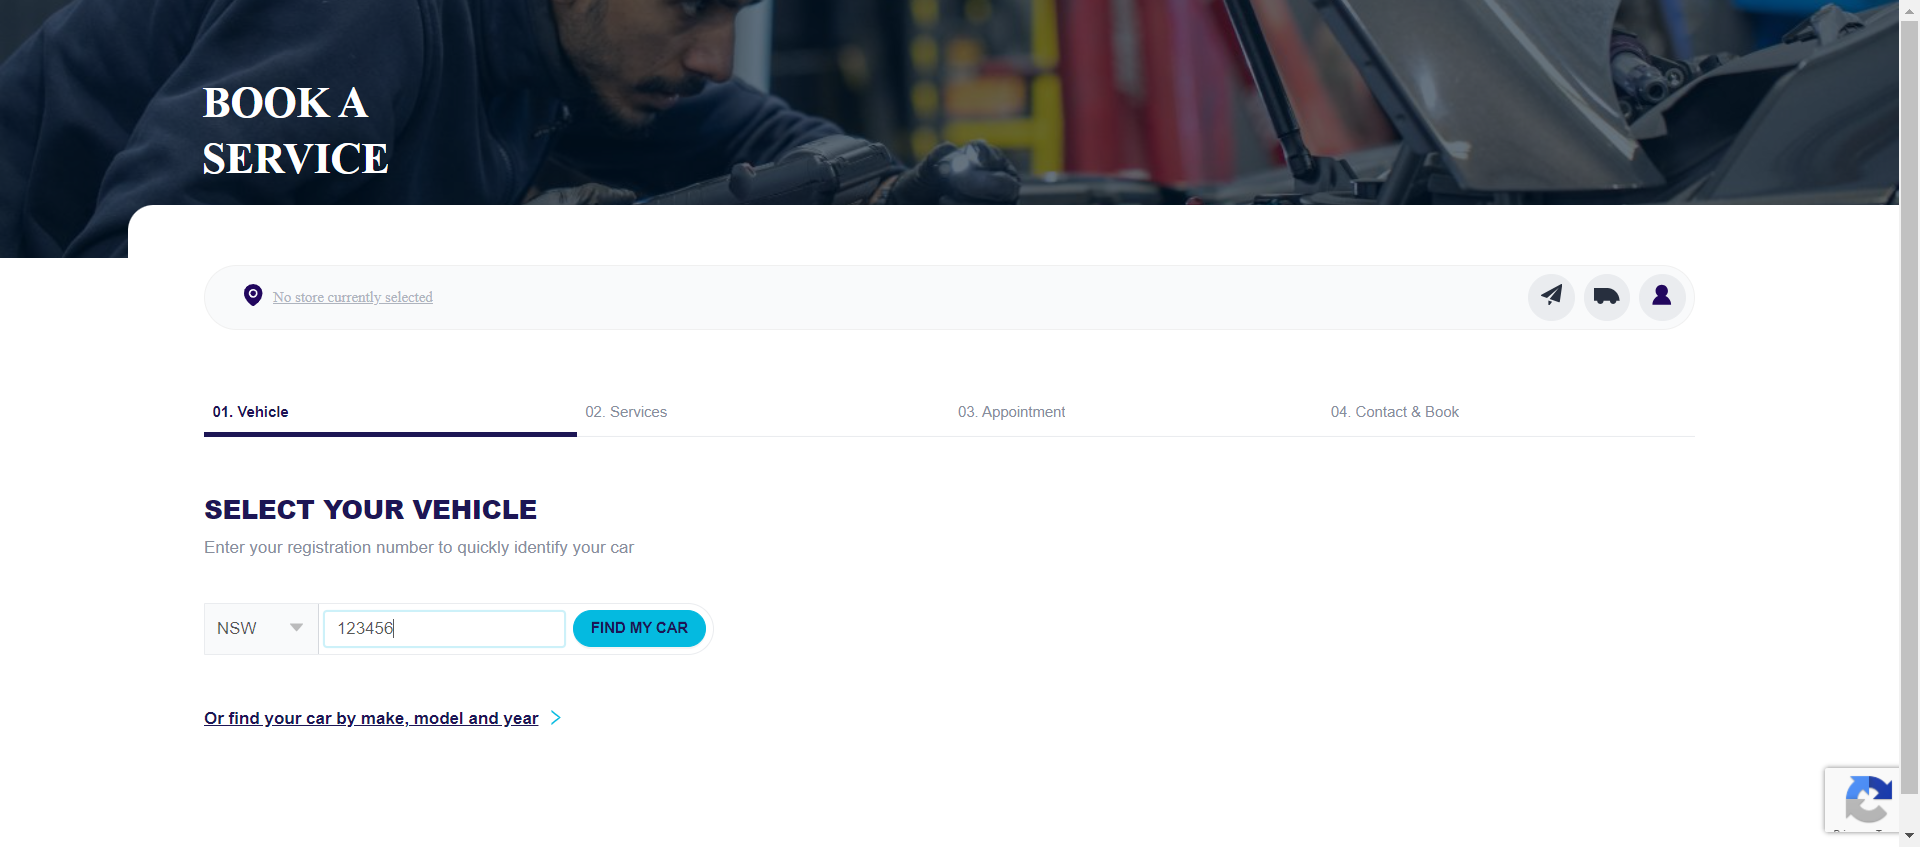 BOOK A
SERVICE
No store currently selected
01. Vehicle
02. Services
03. Appointment
04. Contact & Book
SELECT YOUR VEHICLE
Enter your registration number to quickly identify your car
NSW
123456
FIND MY CAR
Or find your car by make, model and year